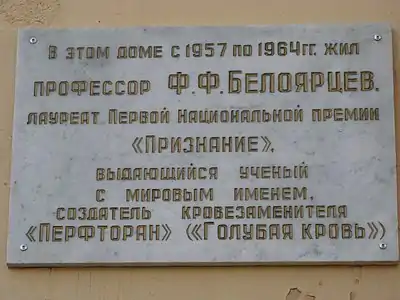 В ЭТОМ ДОМЕ С 1957 ПО 1964ГГ. ЖИЛ
ПРОФЕССОР Ф.Ф.БЕЛОЯРЦЕВ.
ЛАУРЕАТ ПЕРВОЙ НАЦИОНАЛЬНОЙ ПРЕМИИ
«ПРИЗНАНИЕ»,
ВЫДАЮЩИЙСЯ УЧЕНЫЙ
С МИРОВЫМ ИМЕНЕМ,
СОЗДАТЕЛЬ КРОВЕЗАМЕНИТЕЛЯ
«ПЕРФТОРАН» («ГОЛУБАЯ КРОВЬ»)